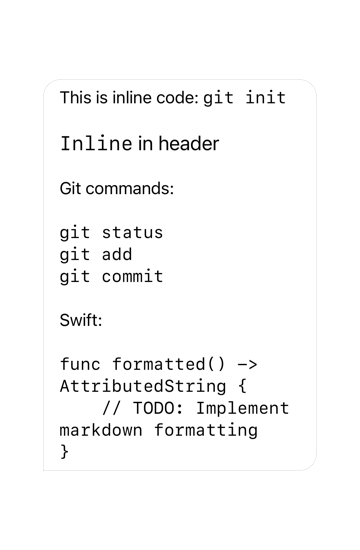 This is inline code: git init
Inline in header
Git commands:
git status
git add
git commit
Swift:
func formatted() ->
AttributedString {
    // TODO: Implement
markdown formatting
}